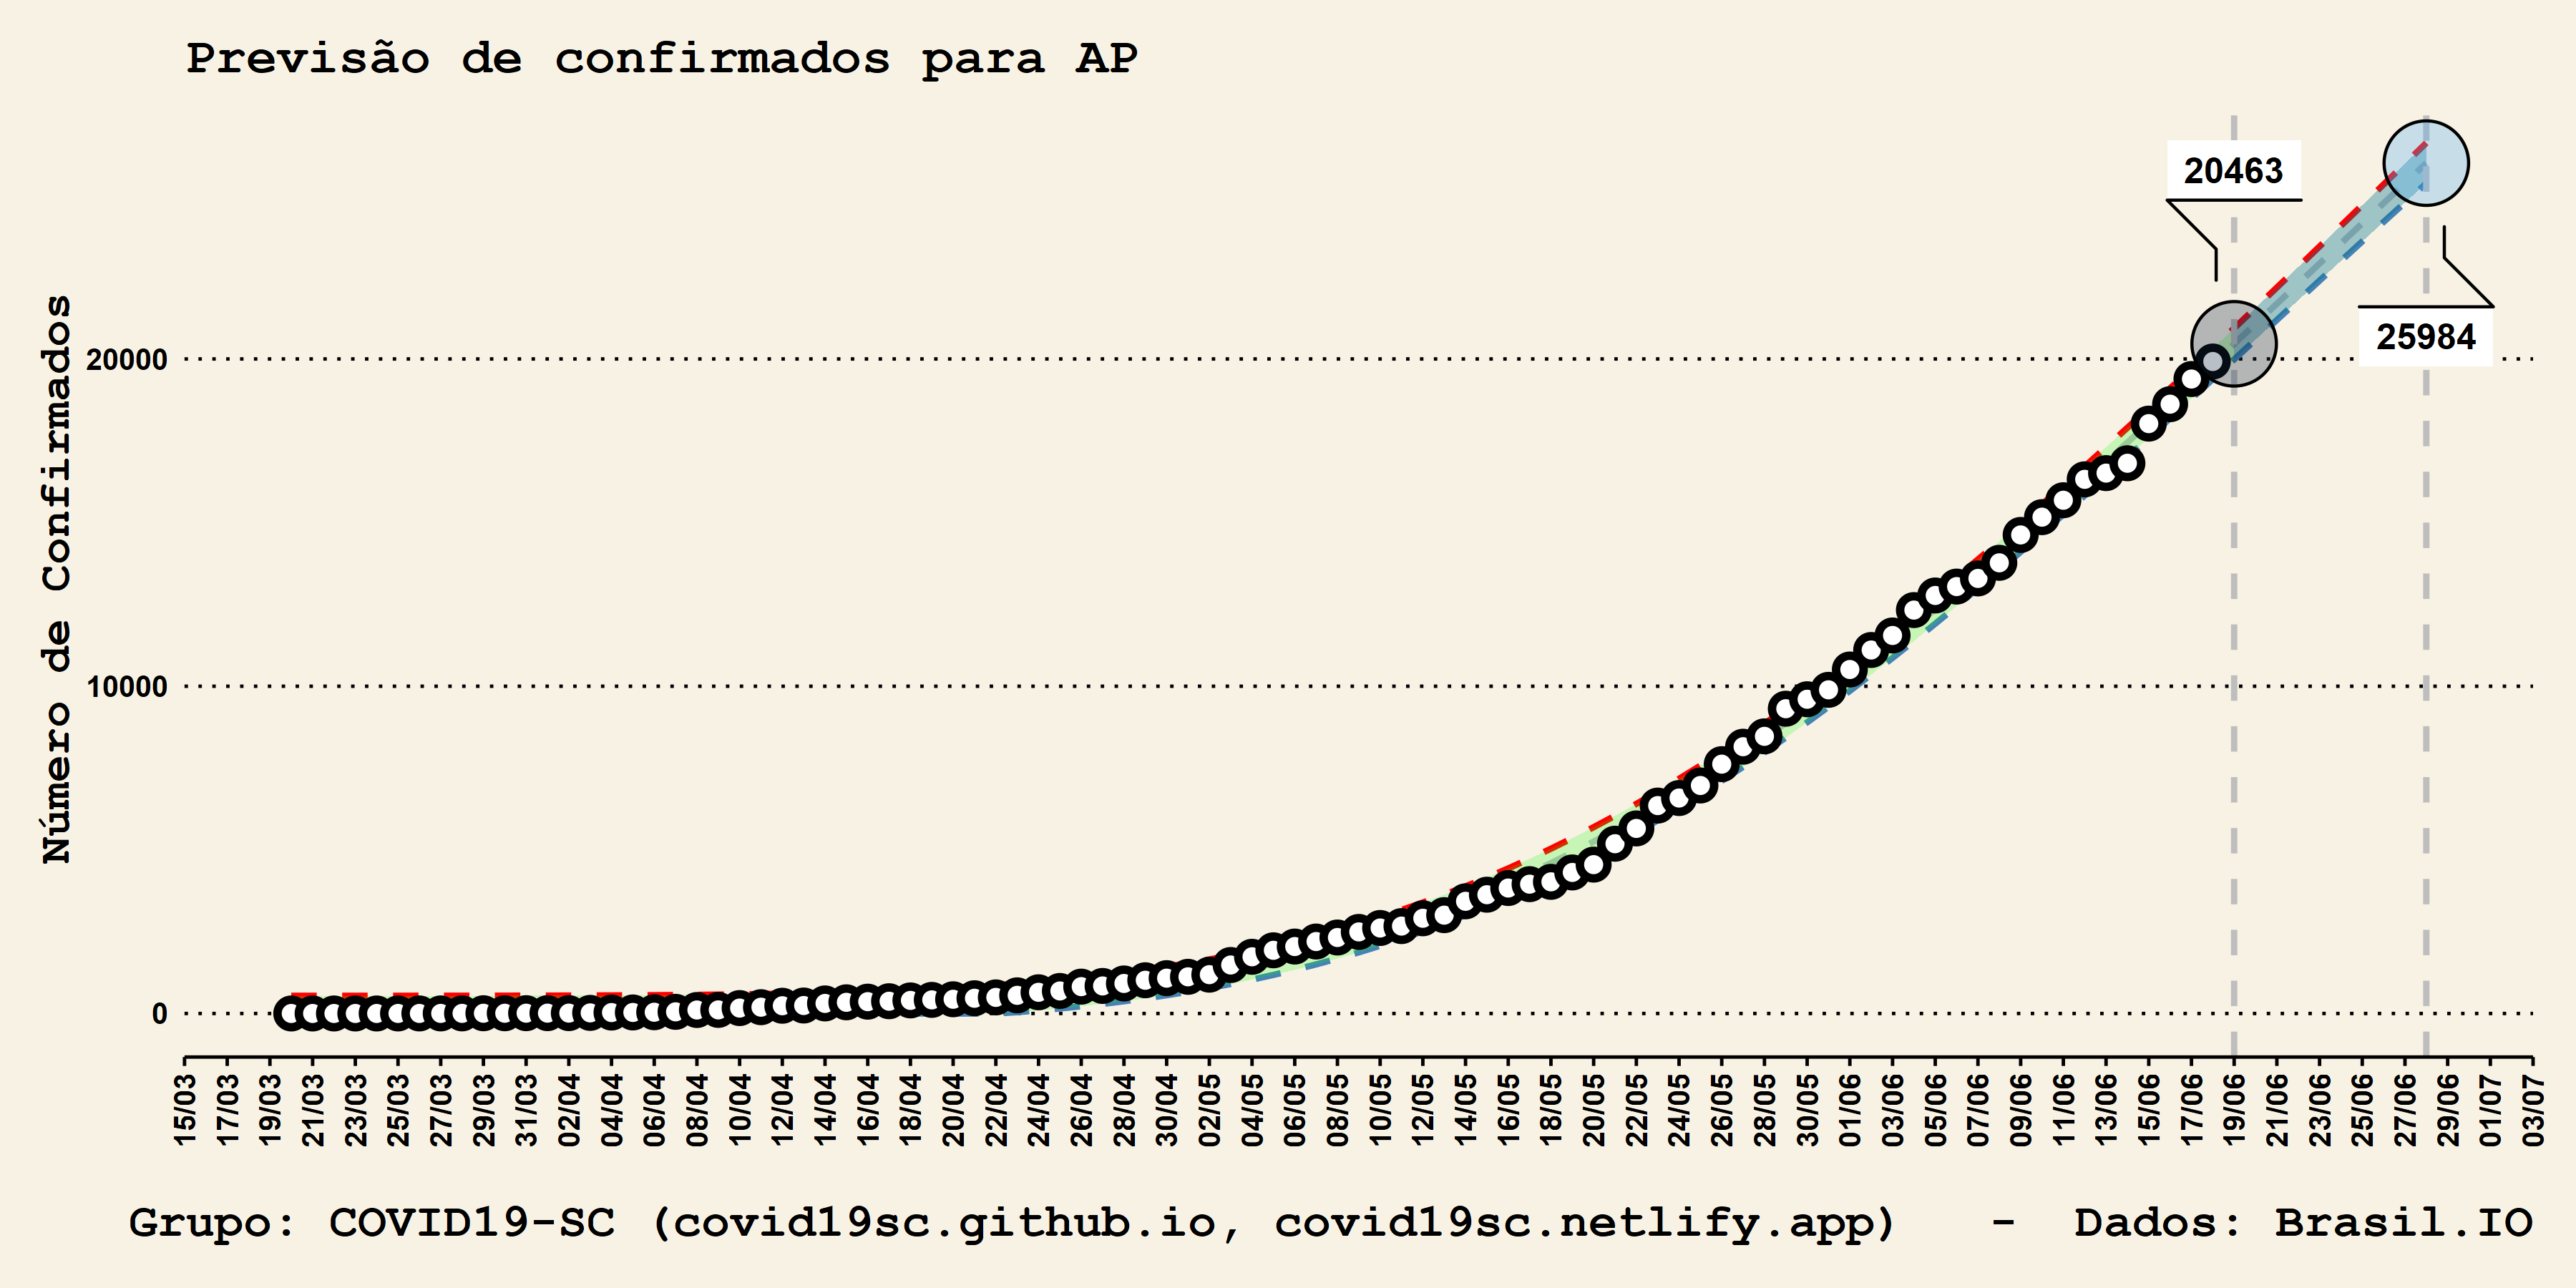 Previsão de confirmados para AP
20463
25984
Número de Confirmados
20000
10000
0
15/03 17/03 19/03 21/03 23/03 25/03 27/03 29/03 31/03 02/04 04/04 06/04 08/04 10/04 12/04 14/04 16/04 18/04 20/04 22/04 24/04 26/04 28/04 30/04 02/05 04/05 06/05 08/05 10/05 12/05 14/05 16/05 18/05 20/05 22/05 24/05 26/05 28/05 30/05 01/06 03/06 05/06 07/06 09/06 11/06 13/06 15/06 17/06 19/06 21/06 23/06 25/06 27/06 29/06 01/07 03/07
Grupo: COVID19-SC (covid19sc.github.io, covid19sc.netlify.app) - Dados: Brasil.IO